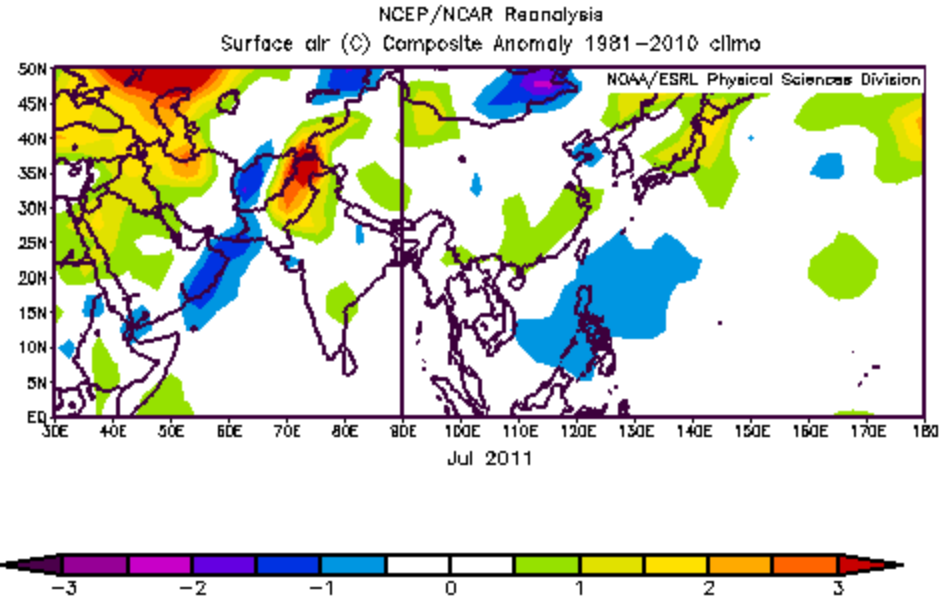 NCEP/NCAR Reanalysis
Surface air (C) Composite Anomaly 1981-2010 climo
NOAA/ESRL Physical Sciences Division
50N
45N
40N
35N
30N
25N
20N
15N
10N
5N
EQ
30E 40E 50E 60E 70E 80E 90E 100E 110E 120E 130E 140E 150E 160E 170E 180
Jul 2011
-3 -2 -1 0 1 2 3